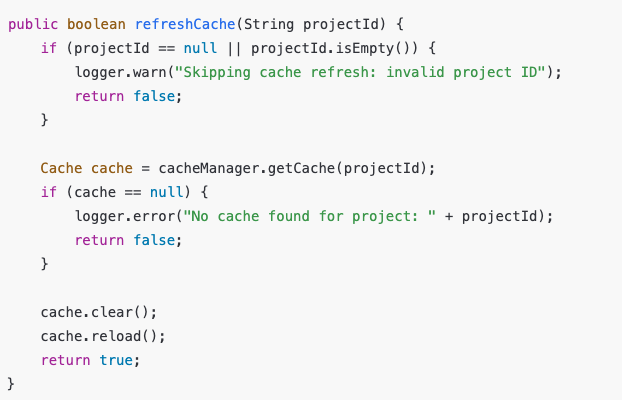 public boolean refreshCache(String projectId) {
    if (projectId == null || projectId.isEmpty()) {
        logger.warn("Skipping cache refresh: invalid project ID");
        return false;
    }

    Cache cache = cacheManager.getCache(projectId);
    if (cache == null) {
        logger.error("No cache found for project: " + projectId);
        return false;
    }

    cache.clear();
    cache.reload();
    return true;
}